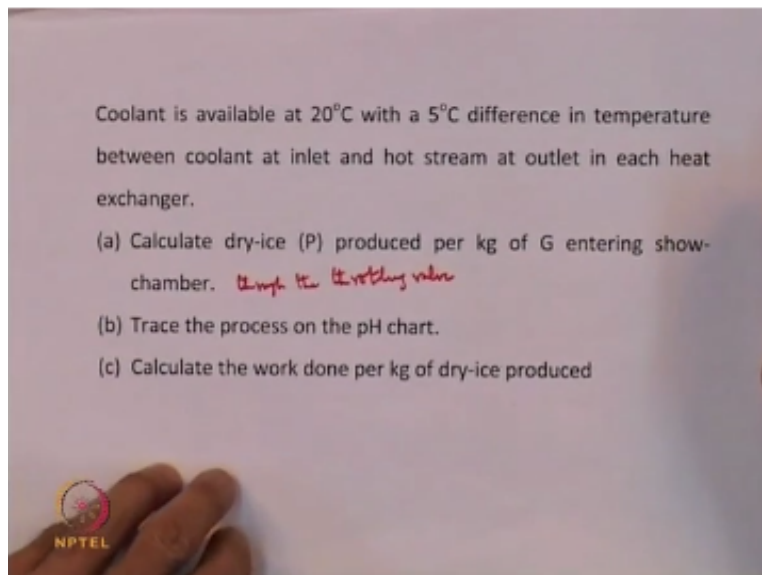 Coolant is available at 20°C with a 5°C difference in temperature
between coolant at inlet and hot stream at outlet in each heat
exchanger.
(a) Calculate dry-ice (P) produced per kg of G entering show-
chamber. through the throttling valve
(b) Trace the process on the pH chart.
(c) Calculate the work done per kg of dry-ice produced
NPTEL